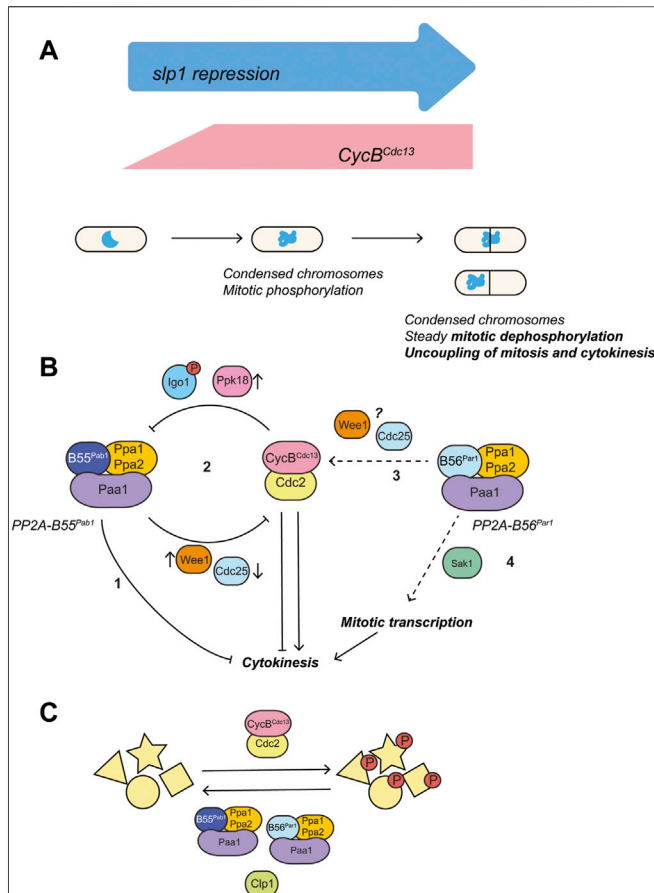 A
slp1 repression
CycBCdc13
Condensed chromosomes
Mitotic phosphorylation
Condensed chromosomes
Steady mitotic dephosphorylation
Uncoupling of mitosis and cytokinesis
B
P
Igo1
Ppk18
B55Pab1
Ppa1
Ppa2
Paa1
PP2A-B55Pab1
2
CycBCdc13
Cdc2
?
Wee1
Cdc25
3
B56Par1
Ppa1
Ppa2
Paa1
PP2A-B56Par1
Wee1
Cdc25
1
Sak1
4
Mitotic transcription
Cytokinesis
C
CycBCdc13
Cdc2
P
P
P
P
B55Pab1
Ppa1
Ppa2
Paa1
B56Par1
Ppa1
Ppa2
Paa1
Clp1